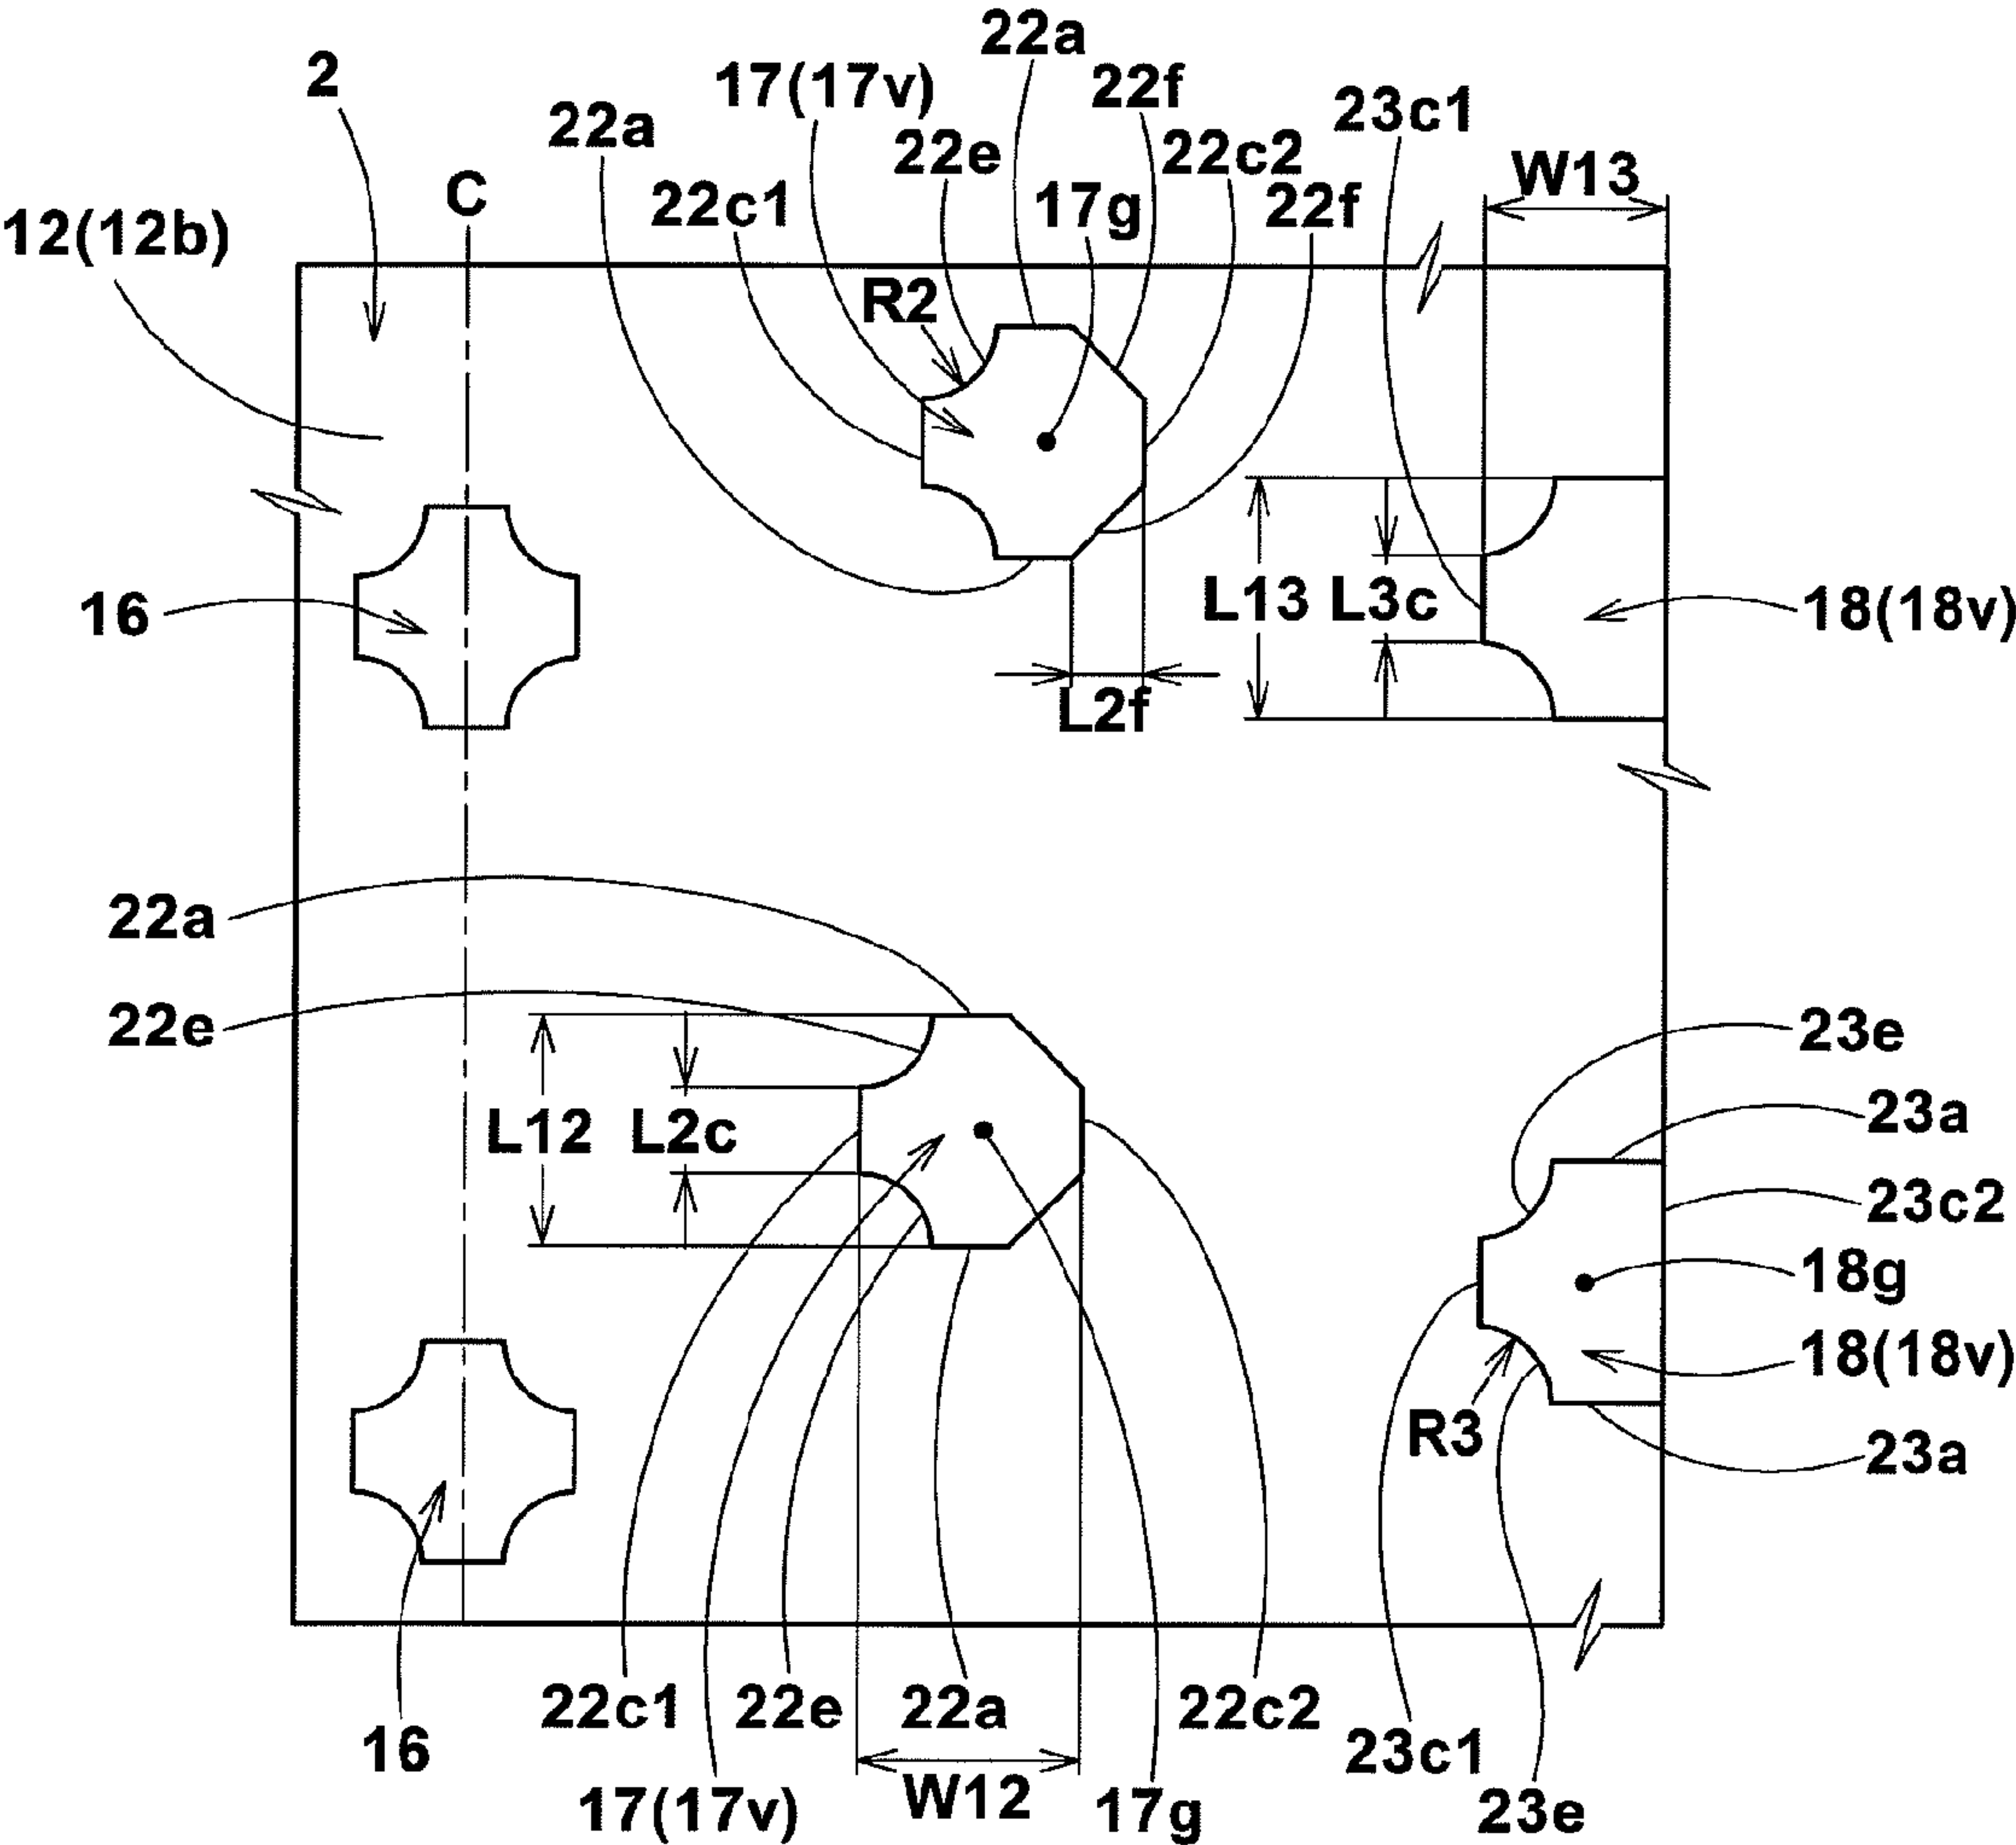 22a
2
17(17v)
22f
22a
23c1
22e
22c2
W13
C
22c1
17g
22f
12(12b)
R2
16
L13
L3c
18(18v)
L2f
22a
22e
23e
23a
L12
L2c
23c2
18g
18(18v)
R3
23a
22c1
22e
22a
22c2
16
23c1
17(17v)
W12
17g
23e